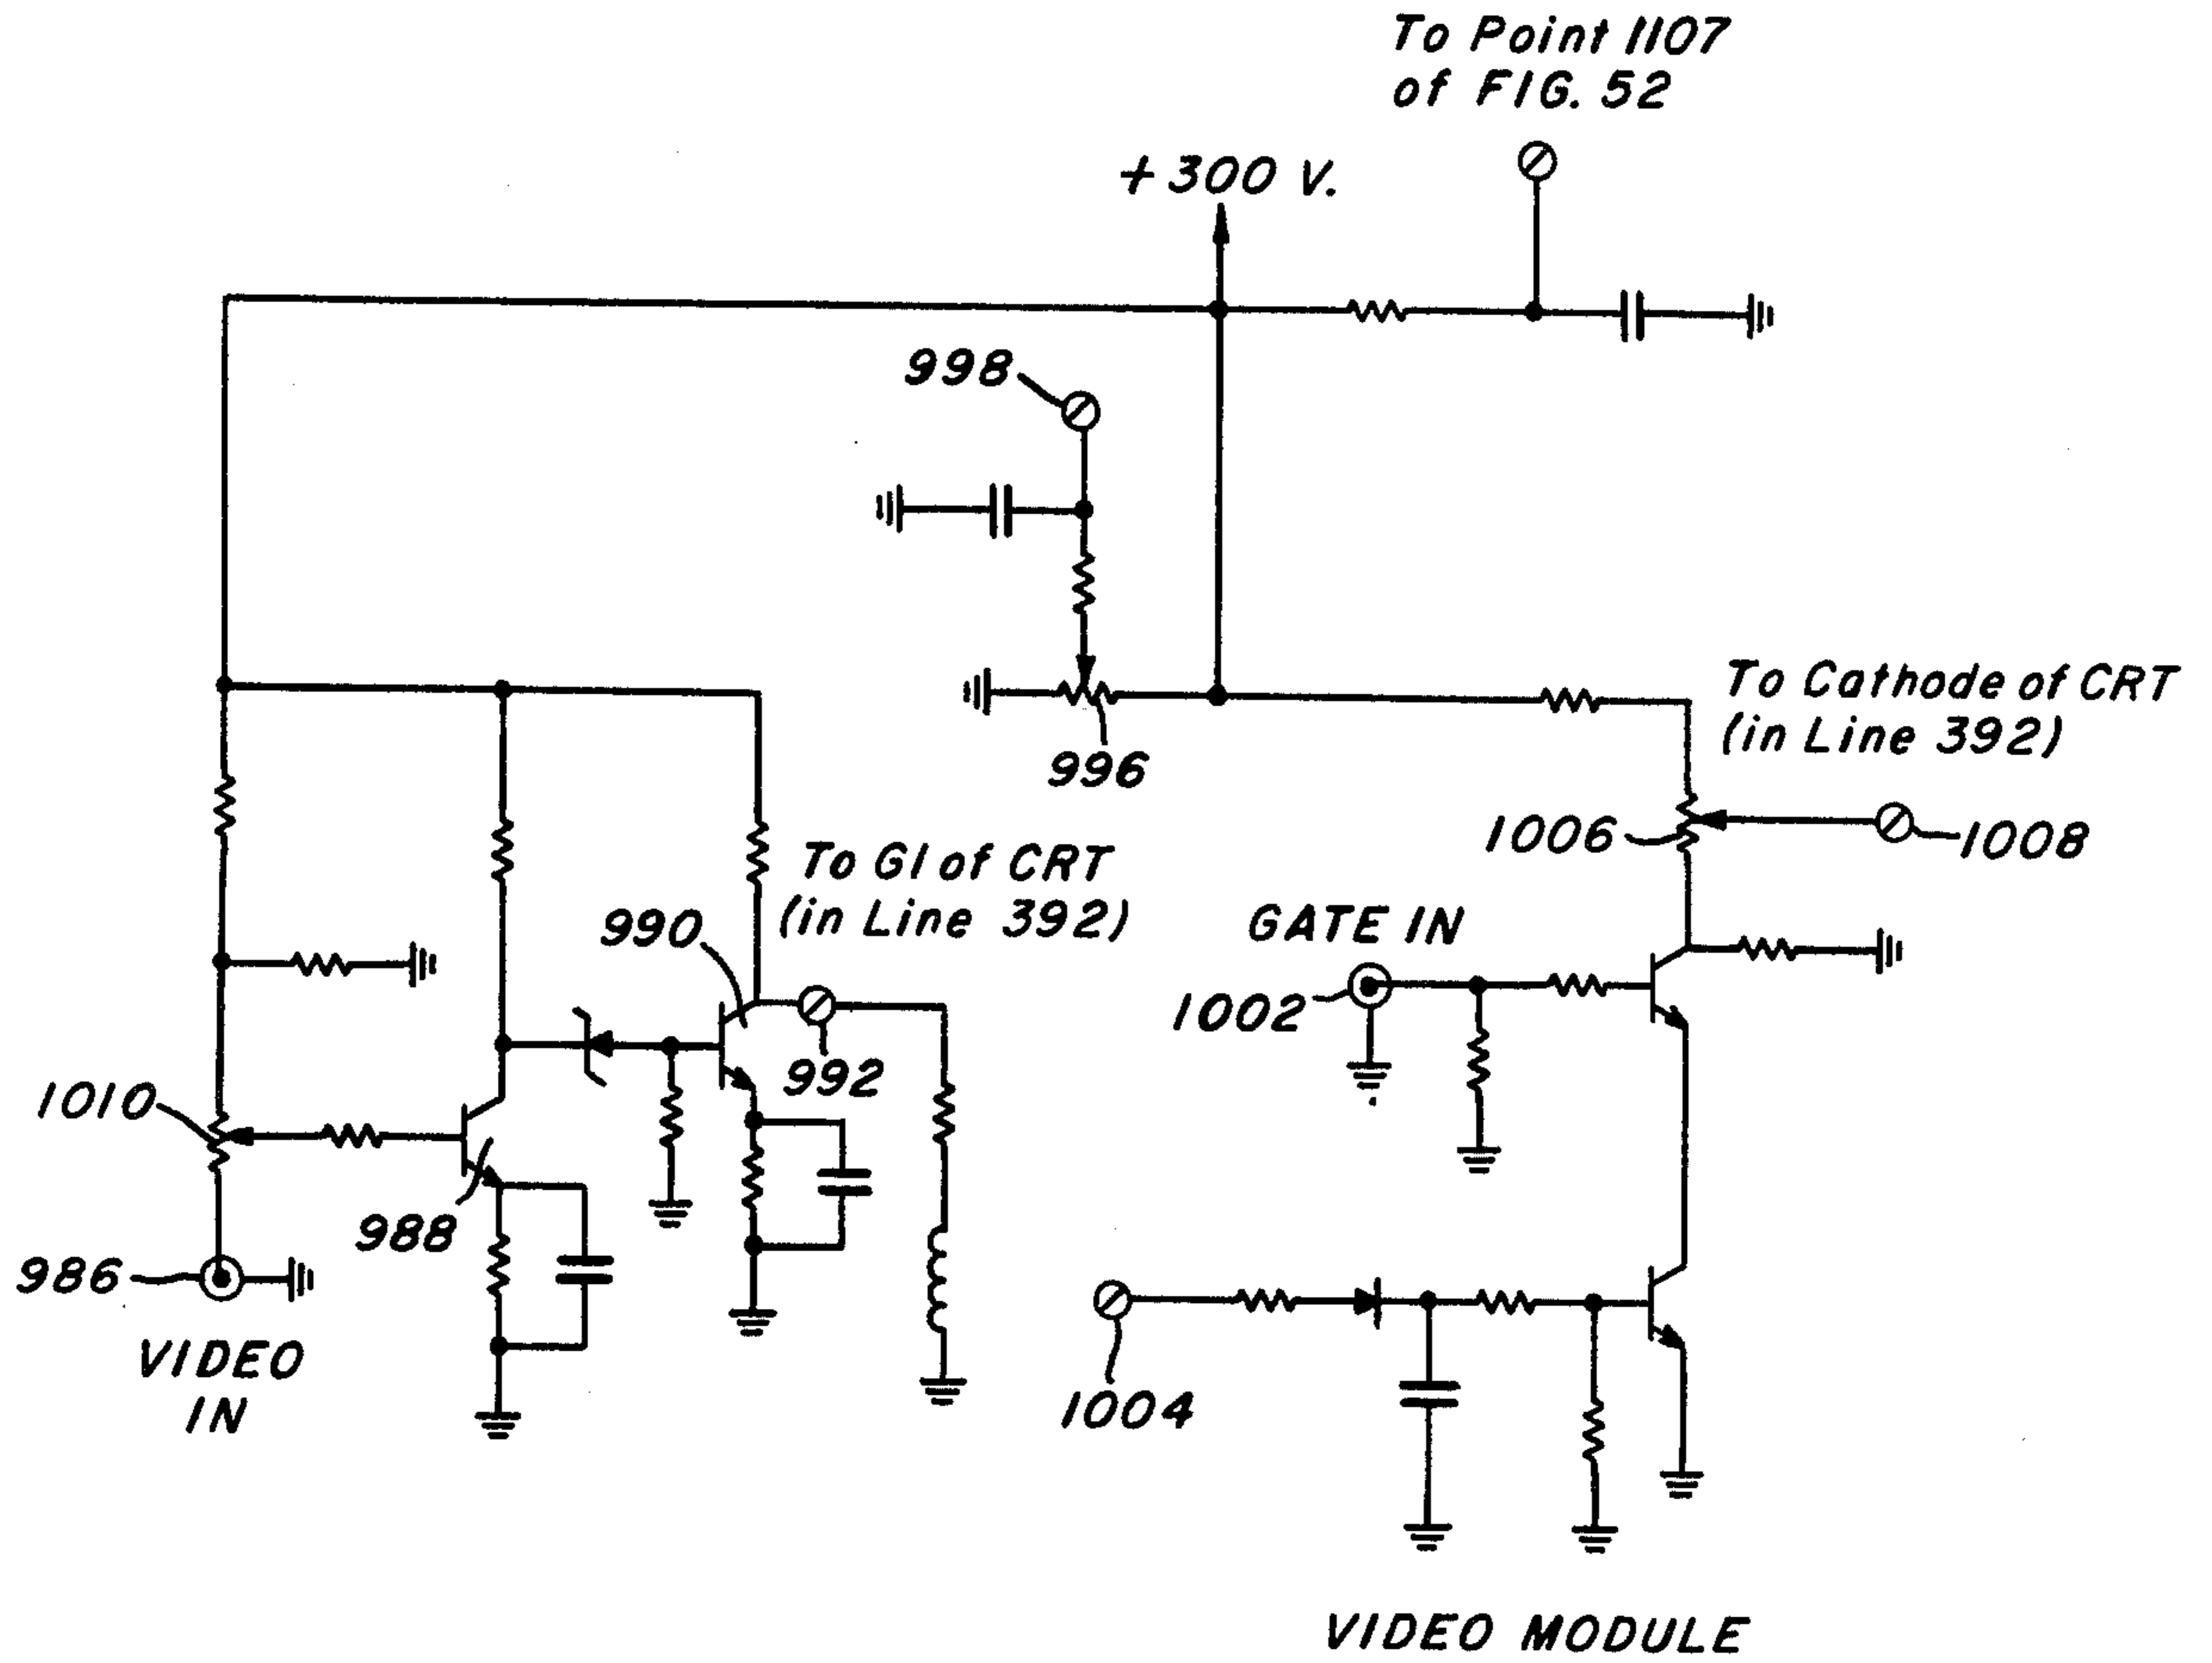 To Point 1107
of FIG. 52
+300 V.
998
996
To Cathode of CRT
(in Line 392)
1006
1008
To G1 of CRT
(in Line 392)
990
992
GATE IN
1002
1010
988
986
VIDEO
IN
1004
VIDEO MODULE